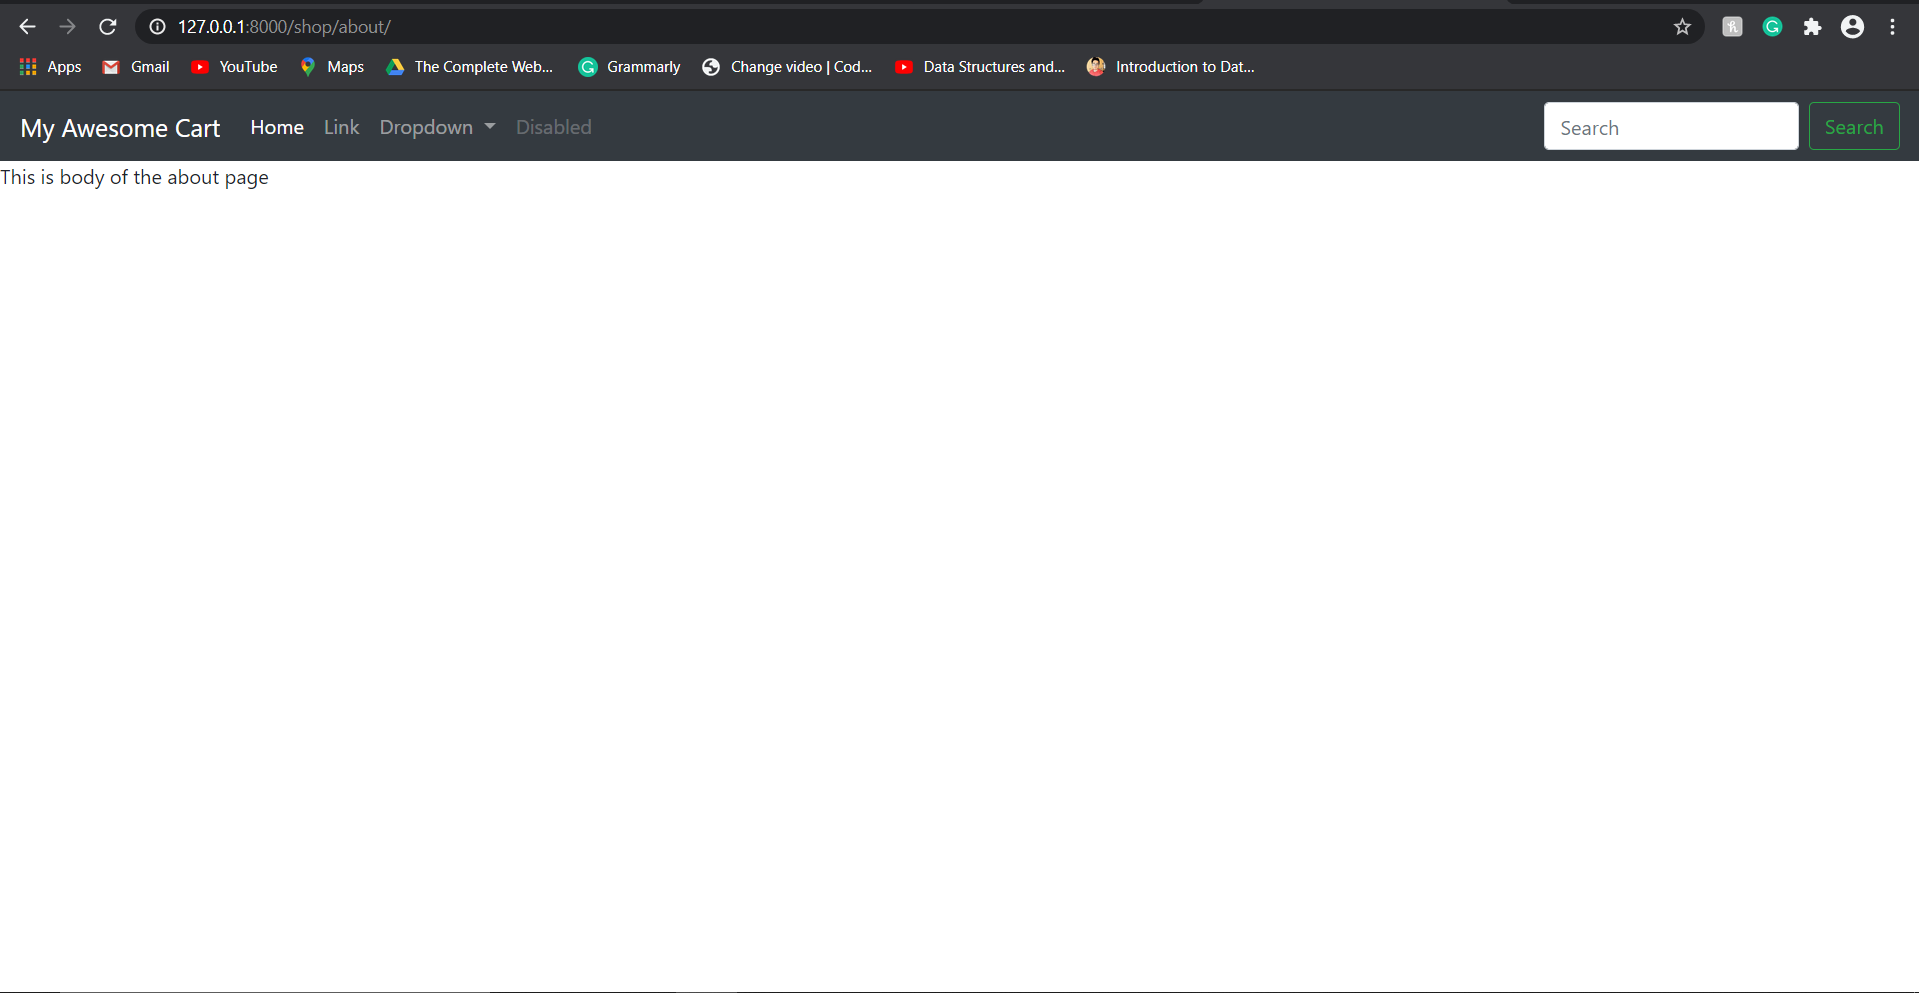 127.0.0.1:8000/shop/about/
Apps Gmail YouTube Maps The Complete Web... Grammarly Change video | Cod... Data Structures and... Introduction to Dat...
My Awesome Cart Home Link Dropdown Disabled Search Search
This is body of the about page